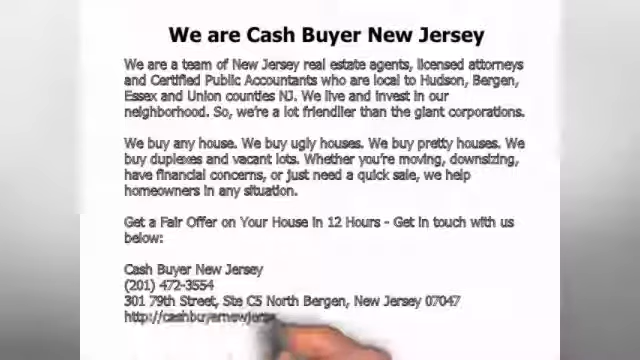 We are Cash Buyer New Jersey
We are a team of New Jersey real estate agents, licensed attorneys
and Certified Public Accountants who are local to Hudson, Bergen,
Essex and Union counties NJ. We live and invest in our
neighborhood. So, we're a lot friendlier than the giant corporations.
We buy any house. We buy ugly houses. We buy pretty houses. We
buy duplexes and vacant lots. Whether you're moving, downsizing,
have financial concerns, or just need a quick sale, we help
homeowners in any situation.
Get a Fair Offer on Your House in 12 Hours - Get in touch with us
below:
Cash Buyer New Jersey
(201) 472-3554
301 79th Street, Ste C5 North Bergen, New Jersey 07047